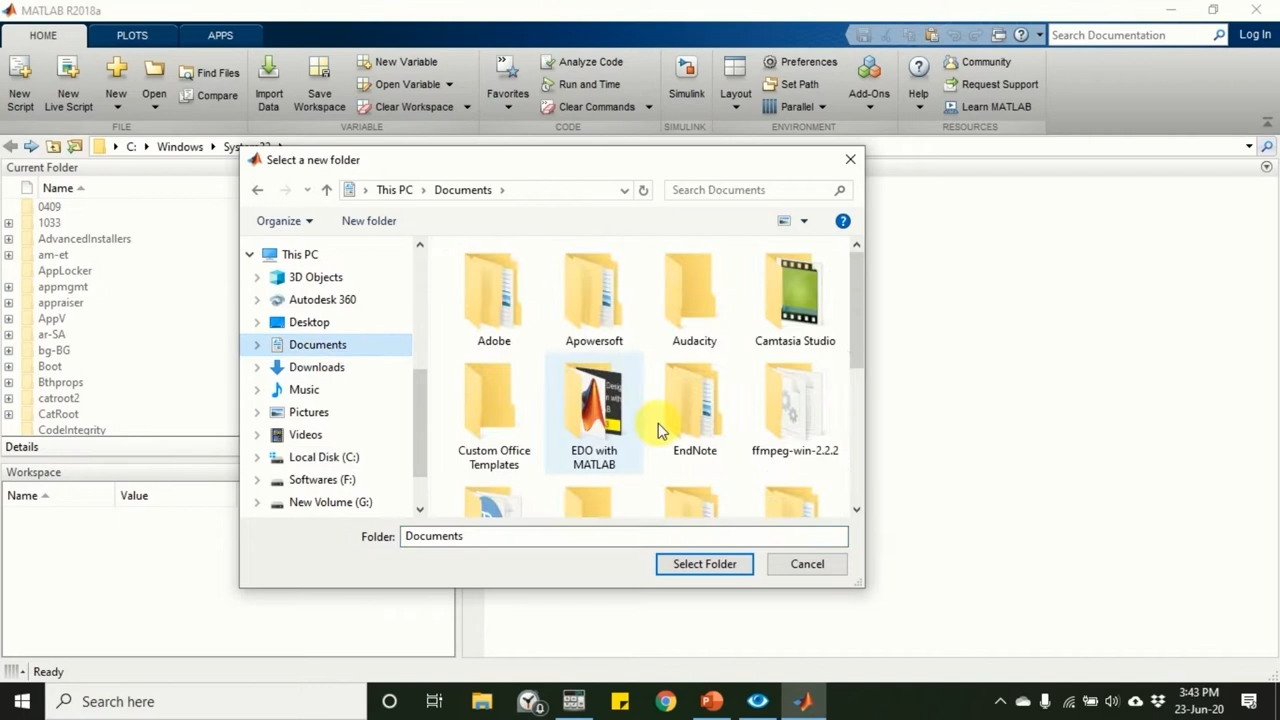 MATLAB R2018a
HOME PLOTS APPS
Search Documentation
Log In
New Script
New Live Script
New
Open
Find Files
Compare
Import Data
Save Workspace
New Variable
Open Variable
Clear Workspace
Favorites
Analyze Code
Run and Time
Clear Commands
Simulink
Layout
Preferences
Set Path
Parallel
Add-Ons
Help
Community
Request Support
Learn MATLAB
FILE VARIABLE CODE SIMULINK ENVIRONMENT RESOURCES
C: Windows
Current Folder
Name
0409
1033
AdvancedInstallers
am-et
AppLocker
appmgmt
appraiser
AppV
ar-SA
bg-BG
Boot
Bthprops
catroot2
CatRoot
CodeIntegrity
Details
Workspace
Name Value
Select a new folder
This PC Documents
Search Documents
Organize New folder
This PC
3D Objects
Autodesk 360
Desktop
Documents
Downloads
Music
Pictures
Videos
Local Disk (C:)
Softwares (F:)
New Volume (G:)
Adobe
Apowersoft
Audacity
Camtasia Studio
Custom Office
Templates
EDO with
MATLAB
EndNote
ffmpeg-win-2.2.2
Folder: Documents
Select Folder Cancel
Ready
Search here
3:43 PM
23-Jun-20